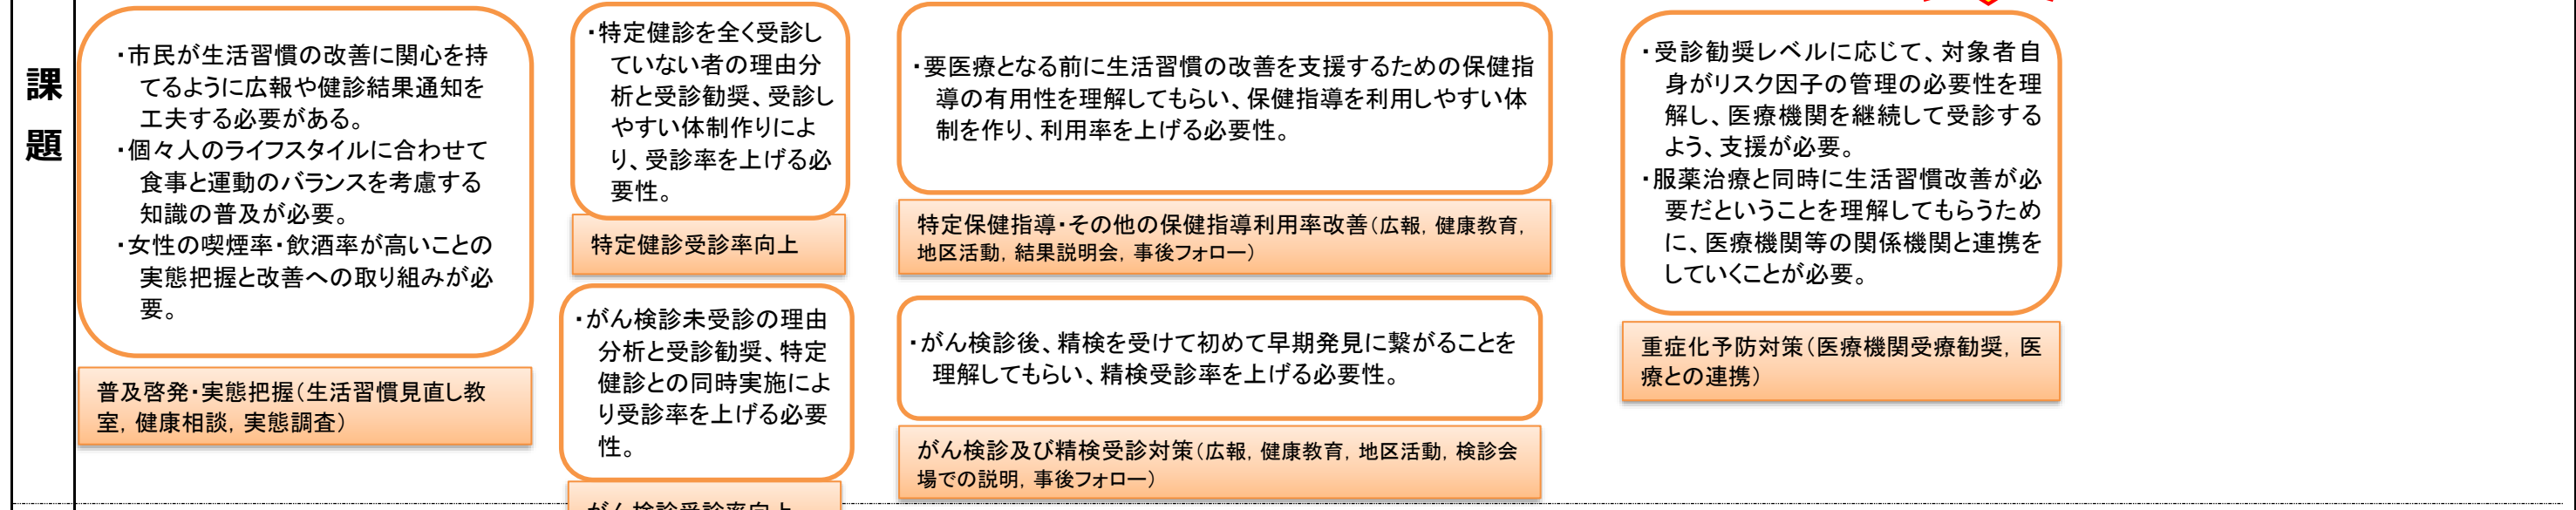 課
題
・市民が生活習慣の改善に関心を持
てるように広報や健診結果通知を
工夫する必要がある。
・個々人のライフスタイルに合わせて
食事と運動のバランスを考慮する
知識の普及が必要。
・女性の喫煙率・飲酒率が高いことの
実態把握と改善への取り組みが必
要。
普及啓発・実態把握（生活習慣見直し教
室, 健康相談, 実態調査）
・特定健診を全く受診し
ていない者の理由分
析と受診勧奨、受診し
やすい体制作りによ
り、受診率を上げる必
要性。
特定健診受診率向上
・がん検診未受診の理由
分析と受診勧奨、特定
健診との同時実施によ
り受診率を上げる必要
性。
がん検診受診率向上
・要医療となる前に生活習慣の改善を支援するための保健指
導の有用性を理解してもらい、保健指導を利用しやすい体
制を作り、利用率を上げる必要性。
特定保健指導・その他の保健指導利用率改善（広報, 健康教育,
地区活動, 結果説明会, 事後フォロー）
・がん検診後、精検を受けて初めて早期発見に繋がることを
理解してもらい、精検受診率を上げる必要性。
がん検診及び精検受診対策（広報, 健康教育, 地区活動, 検診会
場での説明, 事後フォロー）
・受診勧奨レベルに応じて、対象者自
身がリスク因子の管理の必要性を理
解し、医療機関を継続して受診する
よう、支援が必要。
・服薬治療と同時に生活習慣改善が必
要だということを理解してもらうため
に、医療機関等の関係機関と連携を
していくことが必要。
重症化予防対策（医療機関受療勧奨, 医
療との連携）